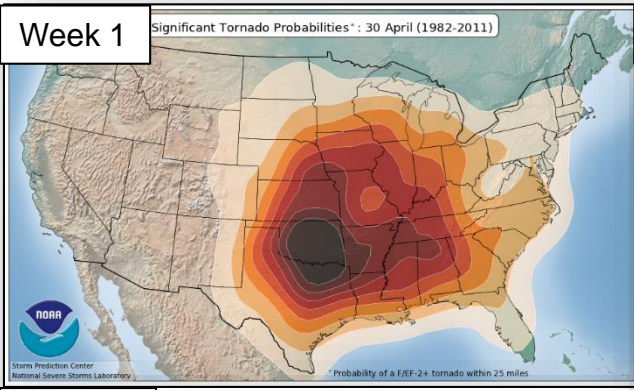 Week 1
Significant Tornado Probabilities*: 30 April (1982-2011)
NOAA
Storm Prediction Center
National Severe Storms Laboratory
*Probability of a F/EF-2+ tornado within 25 miles